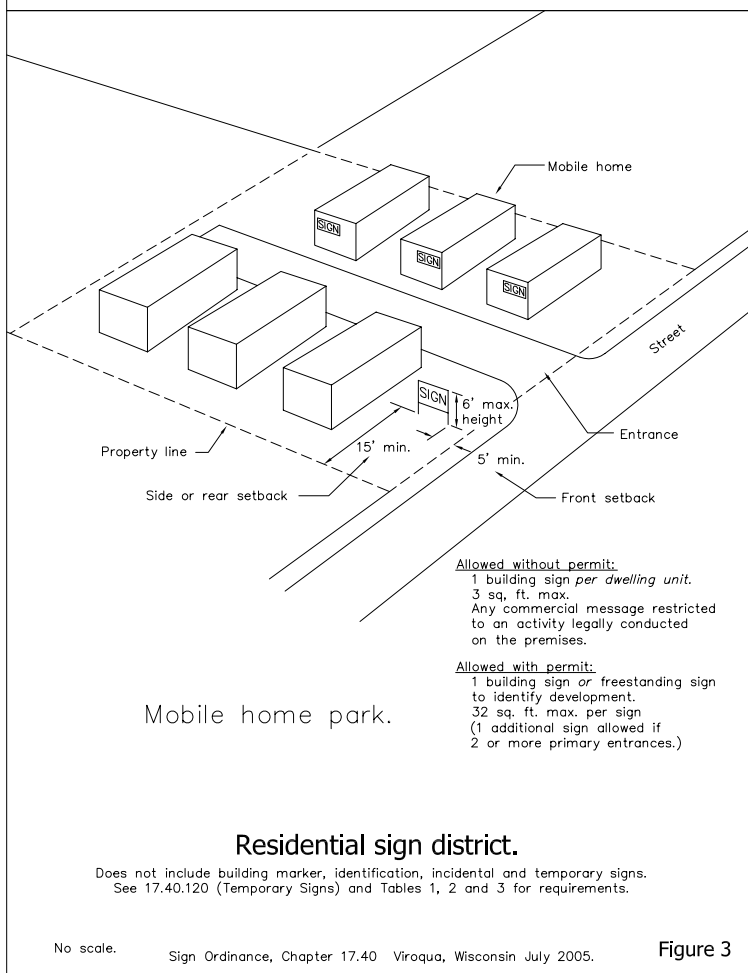 Mobile home
SIGN
SIGN
SIGN
Street
SIGN
6' max.
height
Entrance
Property line
15' min.
5' min.
Side or rear setback
Front setback
Allowed without permit:
1 building sign per dwelling unit.
3 sq, ft. max.
Any commercial message restricted
to an activity legally conducted
on the premises.
Allowed with permit:
1 building sign or freestanding sign
to identify development.
32 sq. ft. max. per sign
(1 additional sign allowed if
2 or more primary entrances.)
Mobile home park.
Residential sign district.
Does not include building marker, identification, incidental and temporary signs.
See 17.40.120 (Temporary Signs) and Tables 1, 2 and 3 for requirements.
No scale.
Sign Ordinance, Chapter 17.40 Viroqua, Wisconsin July 2005.
Figure 3